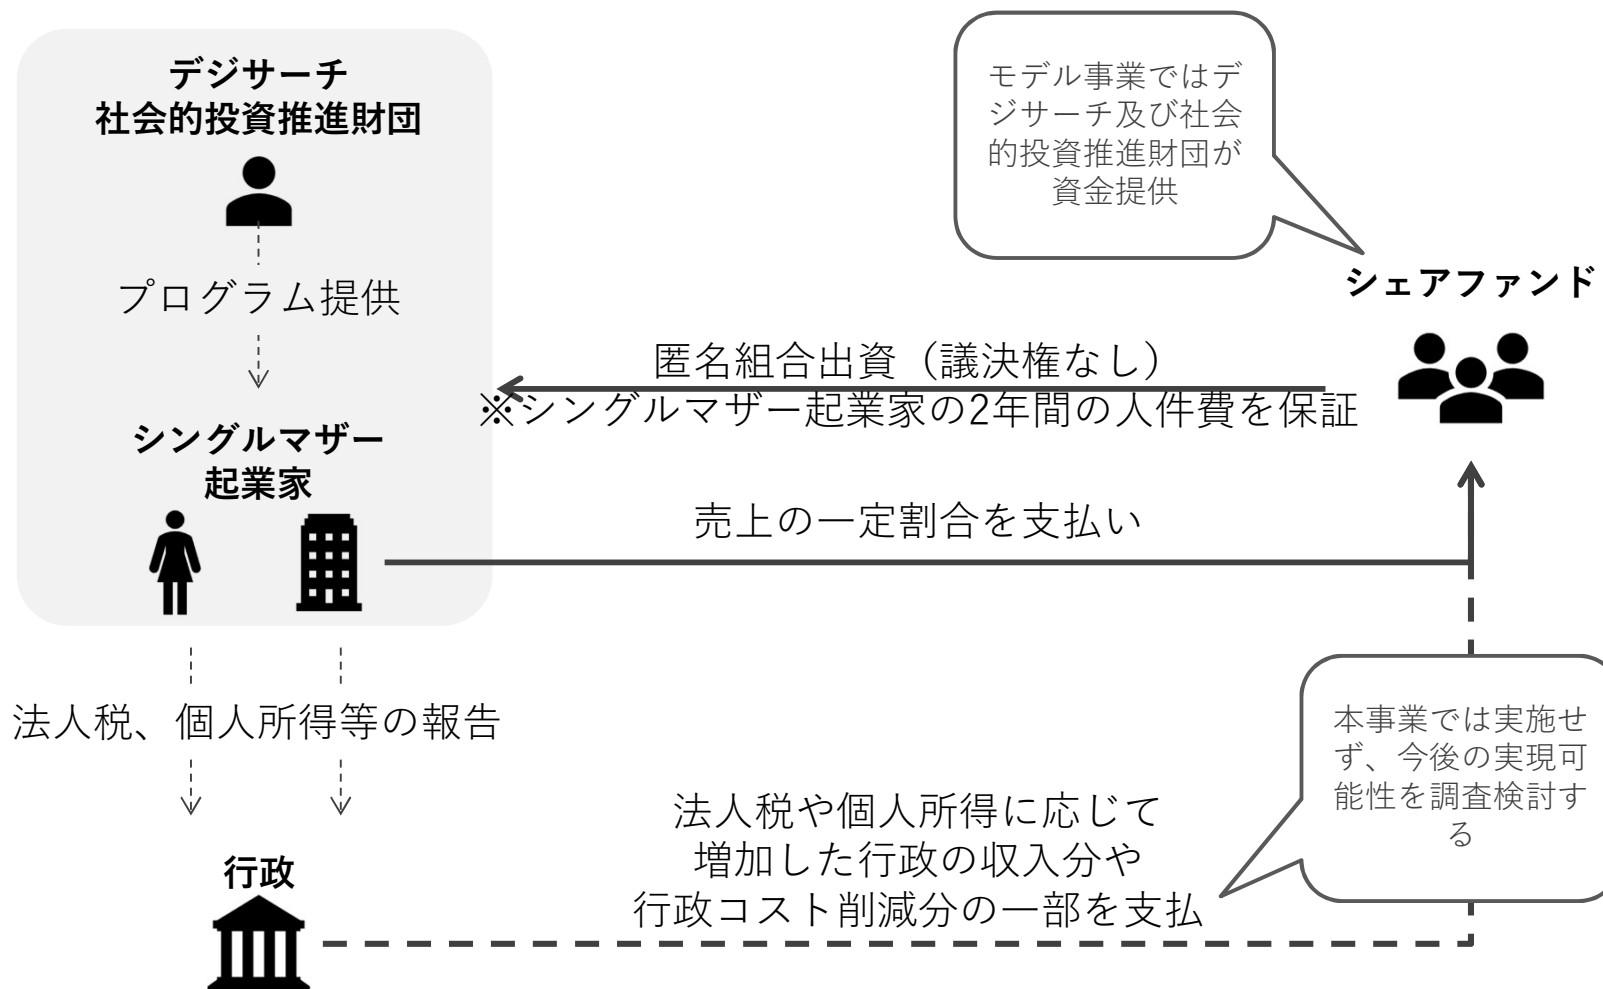 デジサーチ
社会的投資推進財団
プログラム提供
シングルマザー
起業家
モデル事業ではデ
ジサーチ及び社会
的投資推進財団が
資金提供
シェアファンド
匿名組合出資（議決権なし）
※シングルマザー起業家の2年間の人件費を保証
売上の一定割合を支払い
法人税、個人所得等の報告
本事業では実施せ
ず、今後の実現可
能性を調査検討す
る
法人税や個人所得に応じて
増加した行政の収入分や
行政コスト削減分の一部を支払
行政